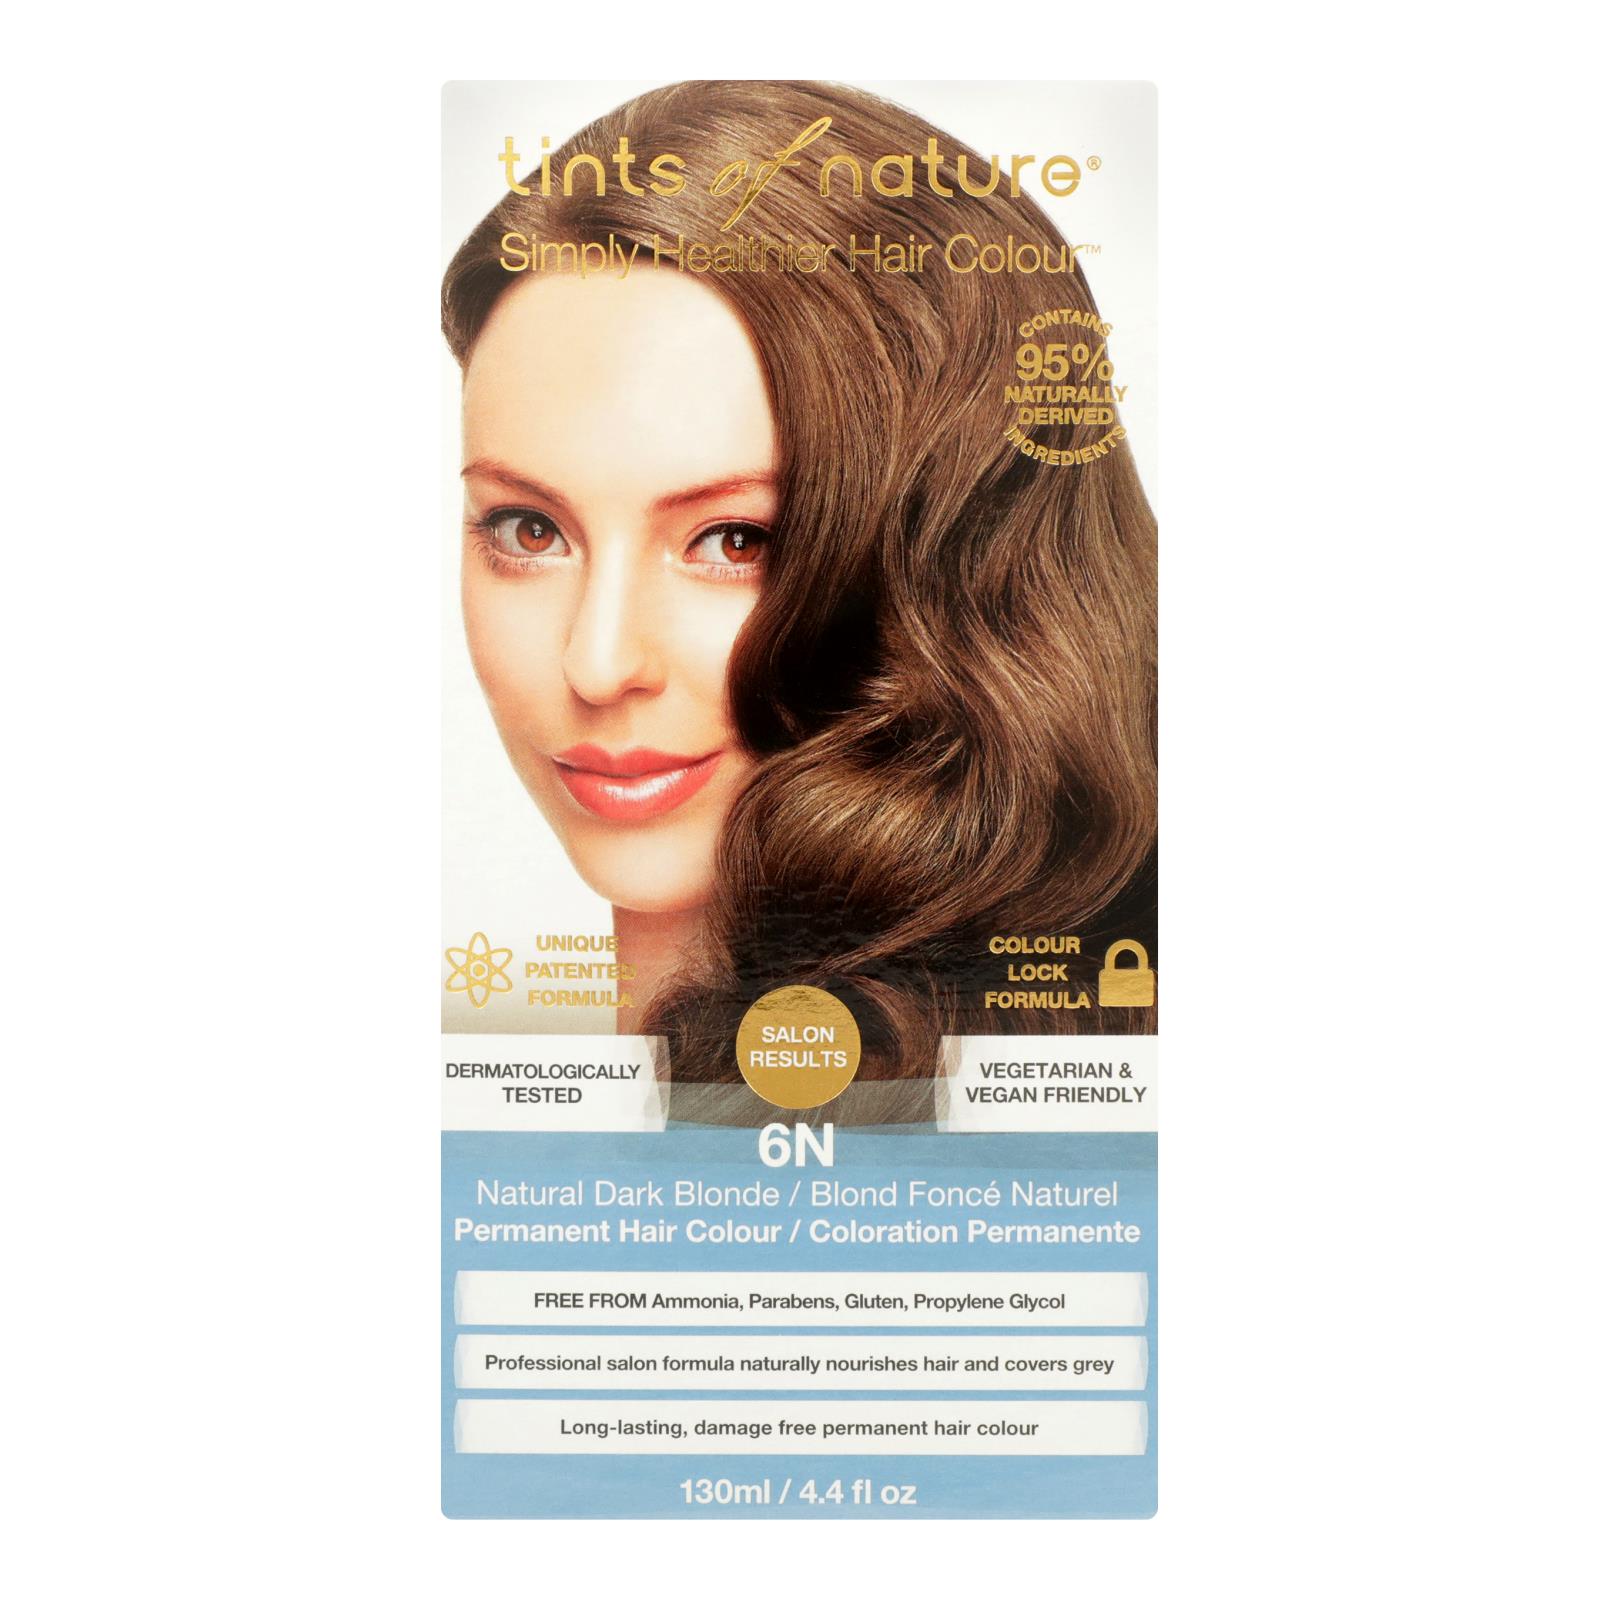 tints of nature®
Simply Healthier Hair Colour™
CONTAINS
95%
NATURALLY
DERIVED
INGREDIENTS
UNIQUE
PATENTED
FORMULA
COLOUR
LOCK
FORMULA
SALON
RESULTS
DERMATOLOGICALLY
TESTED
VEGETARIAN &
VEGAN FRIENDLY
6N
Natural Dark Blonde / Blond Foncé Naturel
Permanent Hair Colour / Coloration Permanente
FREE FROM Ammonia, Parabens, Gluten, Propylene Glycol
Professional salon formula naturally nourishes hair and covers grey
Long-lasting, damage free permanent hair colour
130ml / 4.4 fl oz